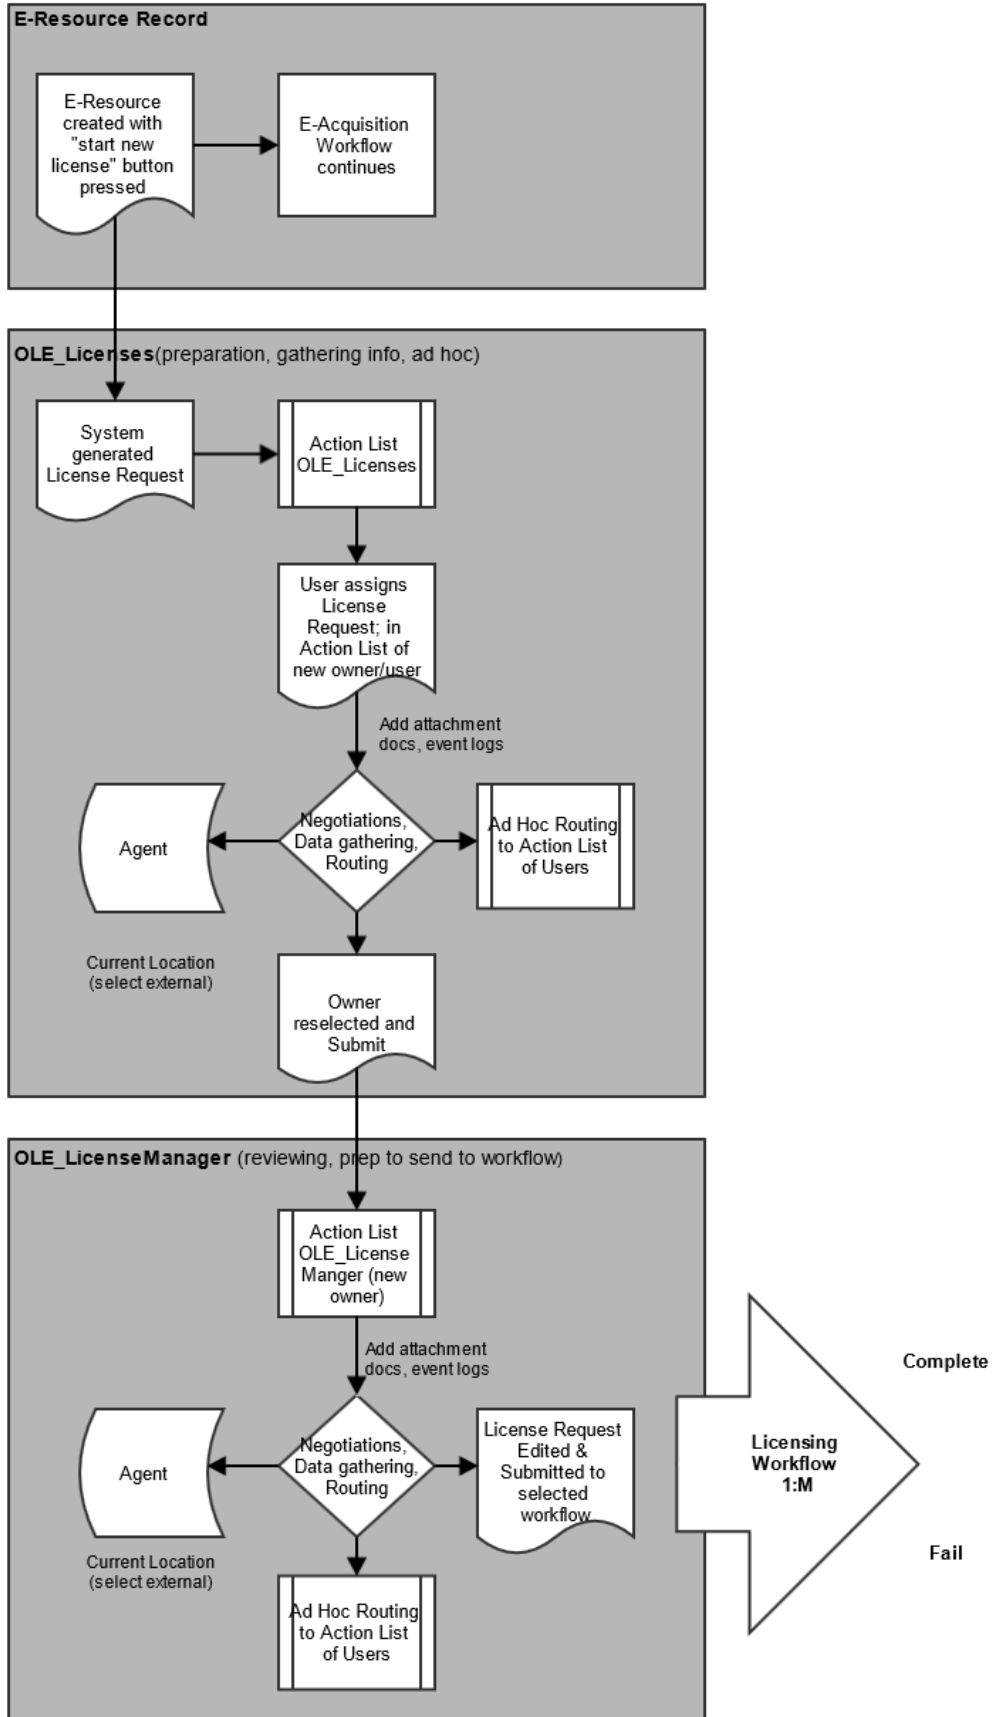 E-Resource Record
E-Resource
created with
"start new
license" button
pressed
E-Acquisition
Workflow
continues
OLE_Licenses(preparation, gathering info, ad hoc)
System
generated
License Request
Action List
OLE_Licenses
User assigns
License
Request; in
Action List of
new owner/user
Add attachment
docs, event logs
Agent
Negotiations,
Data gathering,
Routing
Ad Hoc Routing
to Action List
of Users
Current Location
(select external)
Owner
reselected and
Submit
OLE_LicenseManager (reviewing, prep to send to workflow)
Action List
OLE_License
Manger (new
owner)
Add attachment
docs, event logs
Agent
Negotiations,
Data gathering,
Routing
License Request
Edited &
Submitted to
selected
workflow
Current Location
(select external)
Ad Hoc Routing
to Action List
of Users
Complete
Licensing
Workflow
1:M
Fail